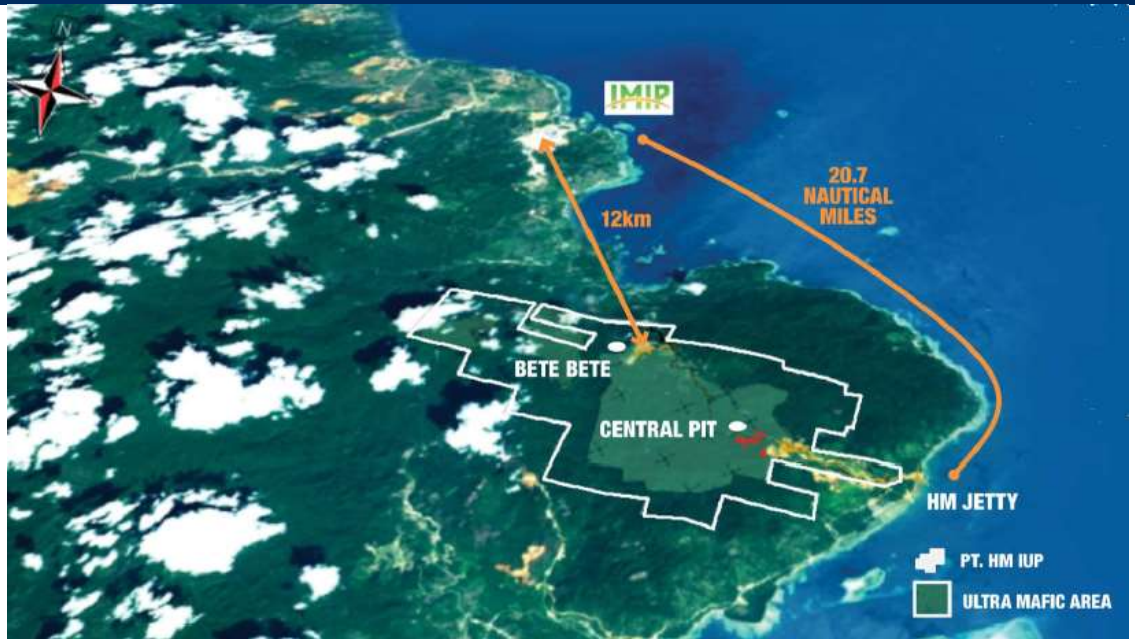 N
IMIP
20.7
NAUTICAL
MILES
12km
BETE BETE
CENTRAL PIT
HM JETTY
PT. HM IUP
ULTRA MAFIC AREA